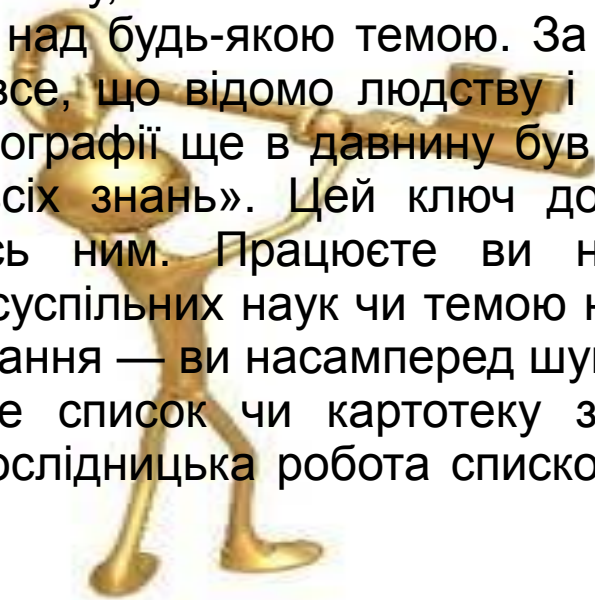 над будь-якою темою. За
все, що відомо людству і
ографії ще в давнину був
всіх знань». Цей ключ до
сь ним. Працюєте ви н
суспільних наук чи темою н
ання — ви насамперед шу
е список чи картотеку з
ослідницька робота списко